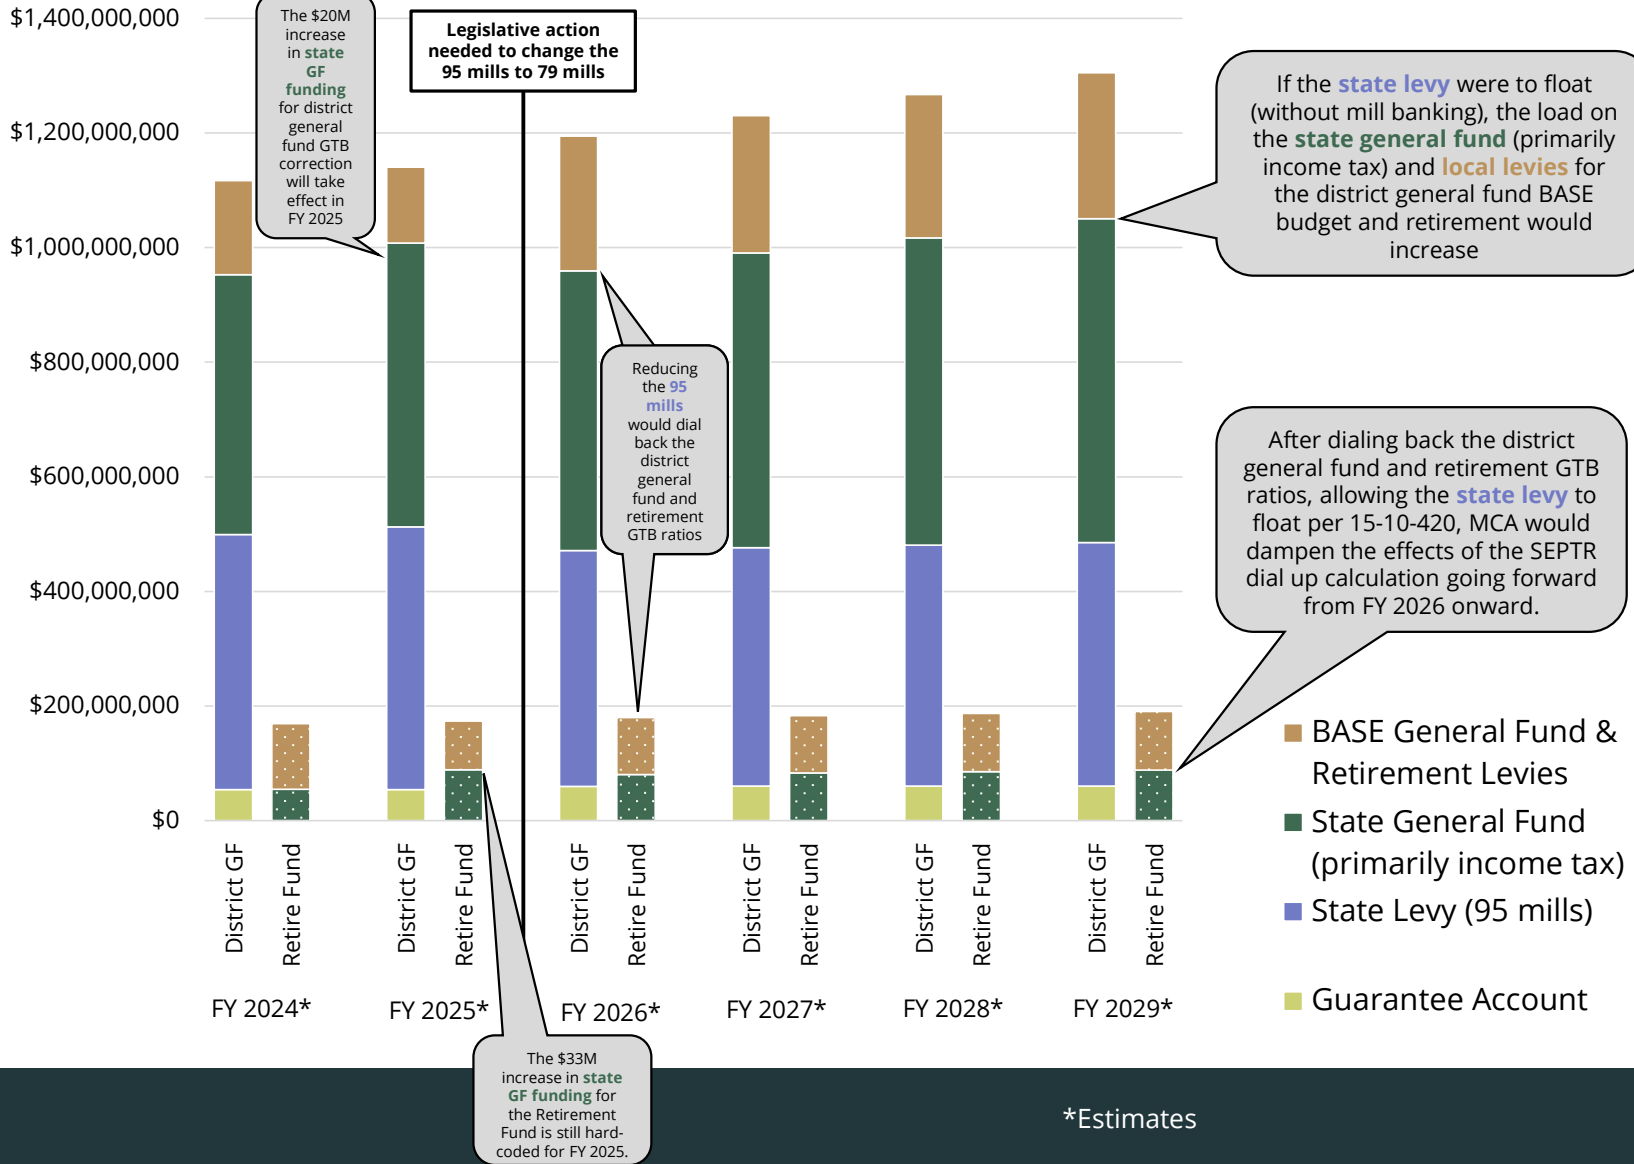 $1,400,000,000
$1,200,000,000
$1,000,000,000
$800,000,000
$600,000,000
$400,000,000
$200,000,000
$0
The $20M
increase
in state
GF
funding
for district
general
fund GTB
correction
will take
effect in
FY 2025
Legislative action
needed to change the
95 mills to 79 mills
If the state levy were to float
(without mill banking), the load on
the state general fund (primarily
income tax) and local levies for
the district general fund BASE
budget and retirement would
increase
Reducing
the 95
mills
would dial
back the
district
general
fund and
retirement
GTB ratios
After dialing back the district
general fund and retirement GTB
ratios, allowing the state levy to
float per 15-10-420, MCA would
dampen the effects of the SEPTR
dial up calculation going forward
from FY 2026 onward.
BASE General Fund &
Retirement Levies
State General Fund
(primarily income tax)
State Levy (95 mills)
Guarantee Account
District GF
Retire Fund
District GF
Retire Fund
District GF
Retire Fund
District GF
Retire Fund
District GF
Retire Fund
District GF
Retire Fund
FY 2024*
FY 2025*
FY 2026*
FY 2027*
FY 2028*
FY 2029*
The $33M
increase in state
GF funding for
the Retirement
Fund is still hard-
coded for FY 2025.
*Estimates